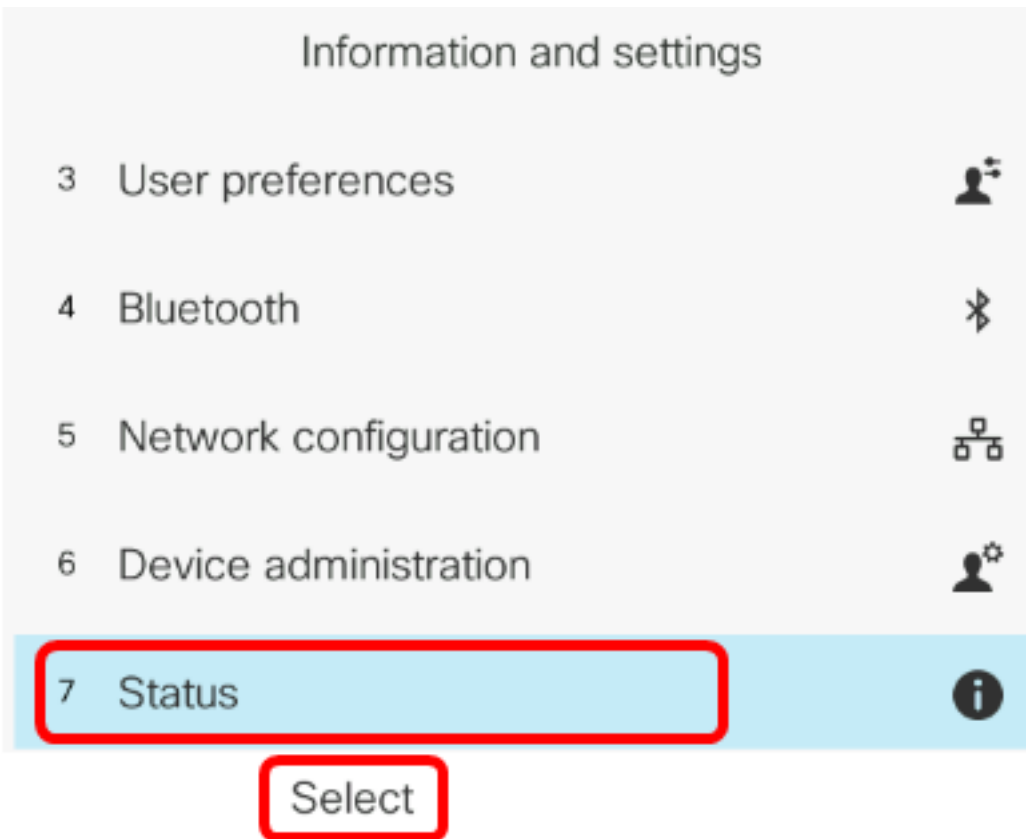 Information and settings
3 User preferences
4 Bluetooth
5 Network configuration
6 Device administration
7 Status
Select